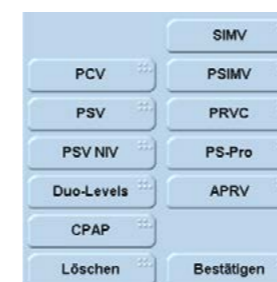 SIMV
PCV PSIMV
PSV PRVC
PSV NIV PS-Pro
Duo-Levels APRV
CPAP
Löschen Bestätigen